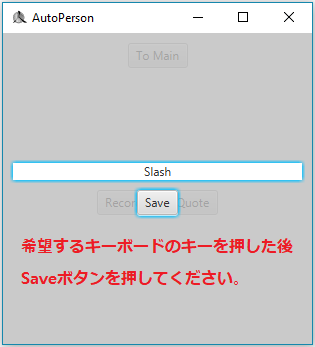 AutoPerson
To Main
Slash
Save
Quote
希望するキーボードのキーを押した後
Saveボタンを押してください。